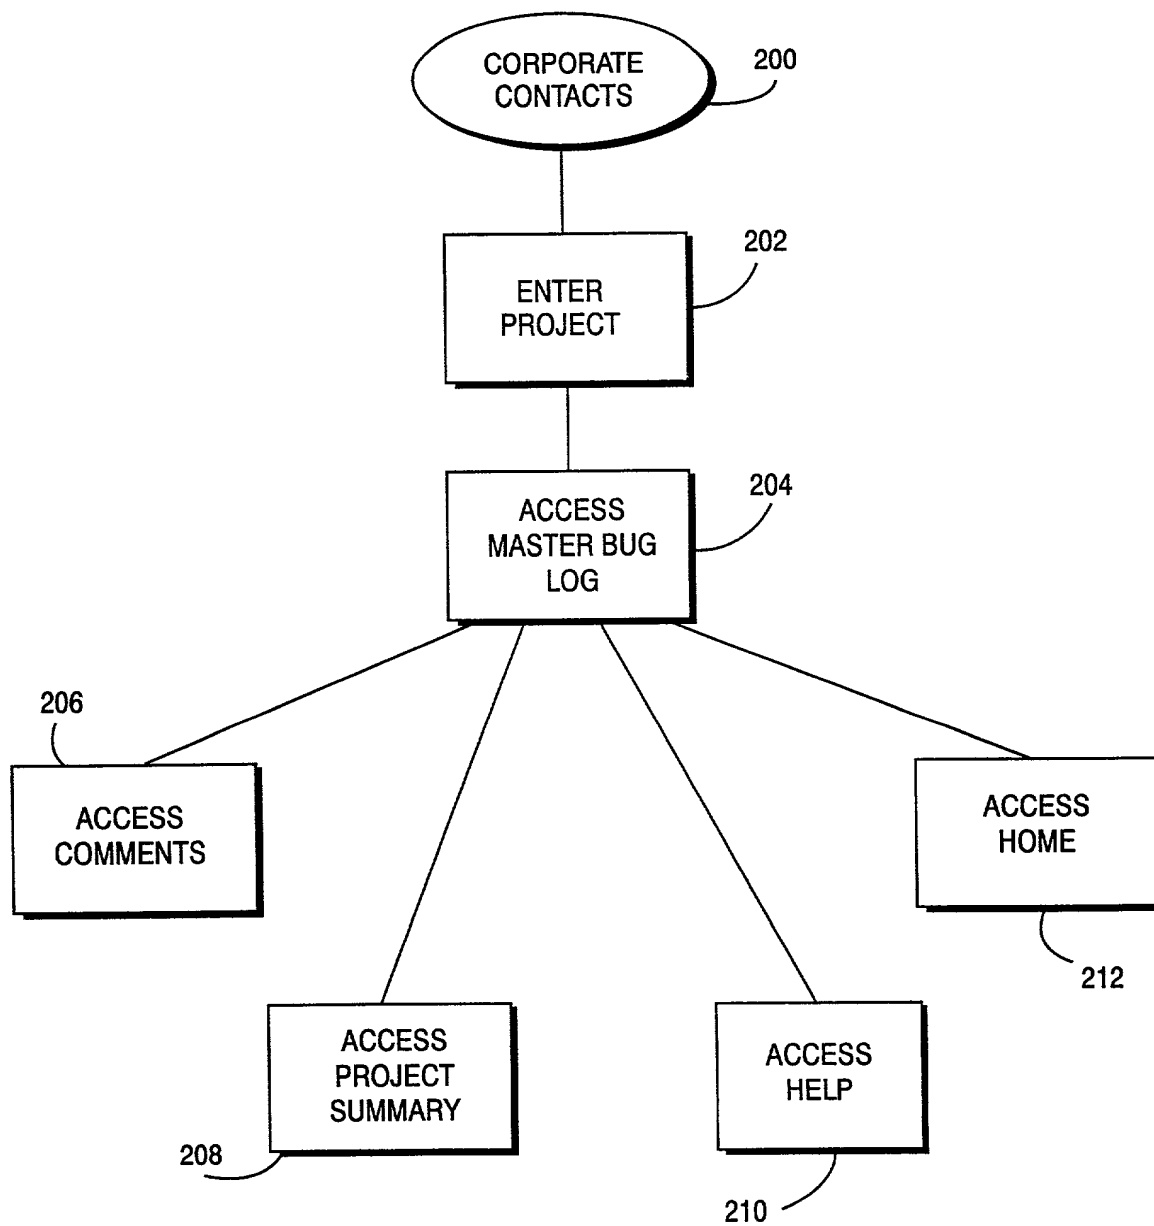 CORPORATE
CONTACTS
200
ENTER
PROJECT
202
ACCESS
MASTER BUG
LOG
204
206
ACCESS
COMMENTS
ACCESS
HOME
212
ACCESS
PROJECT
SUMMARY
208
ACCESS
HELP
210